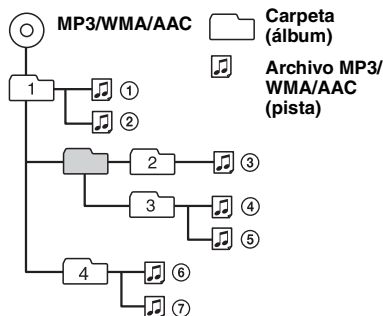 MP3/WMA/AAC
Carpeta
(álbum)
Archivo MP3/
WMA/AAC
(pista)
1
①
②
2
③
3
④
⑤
4
⑥
⑦